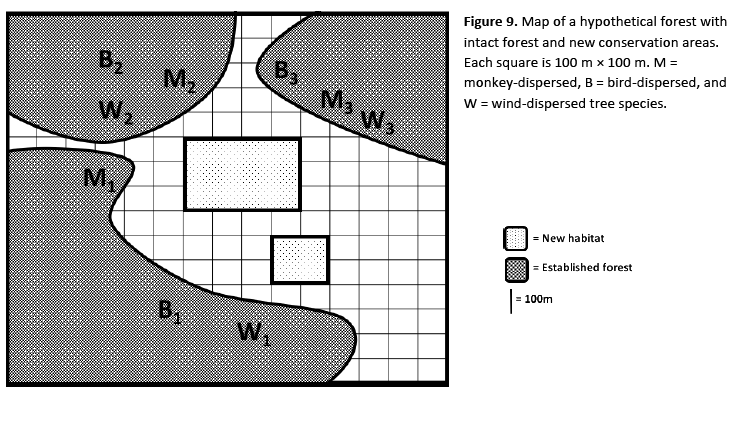 Figure 9. Map of a hypothetical forest with
intact forest and new conservation areas.
Each square is 100 m × 100 m. M =
monkey-dispersed, B = bird-dispersed, and
W = wind-dispersed tree species.
B2
M2
W2
B3
M3
W3
M1
B1
W1
= New habitat
= Established forest
= 100m